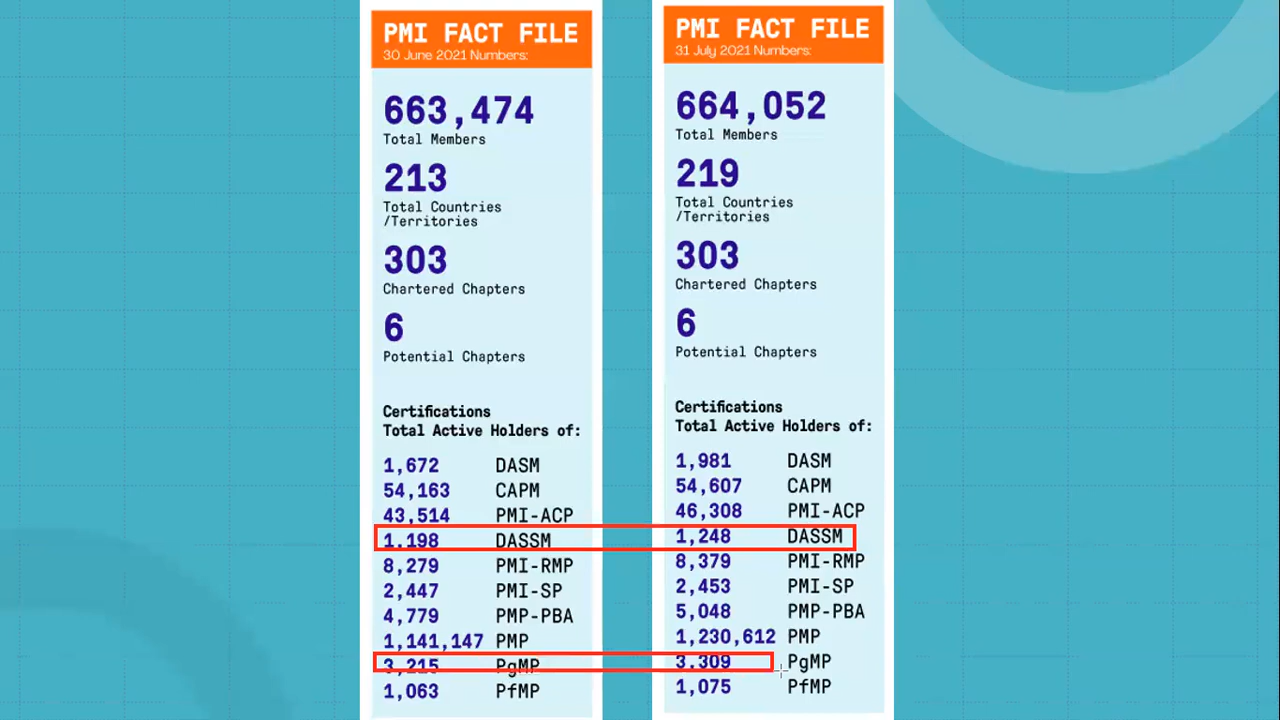 PMI FACT FILE
30 June 2021 Numbers:
663,474
Total Members
213
Total Countries
/Territories
303
Chartered Chapters
6
Potential Chapters
Certifications
Total Active Holders of:
1,672 DASM
54,163 CAPM
43,514 PMI-ACP
1,198 DASSM
8,279 PMI-RMP
2,447 PMI-SP
4,779 PMP-PBA
1,141,147 PMP
3,215 PgMP
1,063 PfMP
PMI FACT FILE
31 July 2021 Numbers:
664,052
Total Members
219
Total Countries
/Territories
303
Chartered Chapters
6
Potential Chapters
Certifications
Total Active Holders of:
1,981 DASM
54,607 CAPM
46,308 PMI-ACP
1,248 DASSM
8,379 PMI-RMP
2,453 PMI-SP
5,048 PMP-PBA
1,230,612 PMP
3,309 PgMP
1,075 PfMP